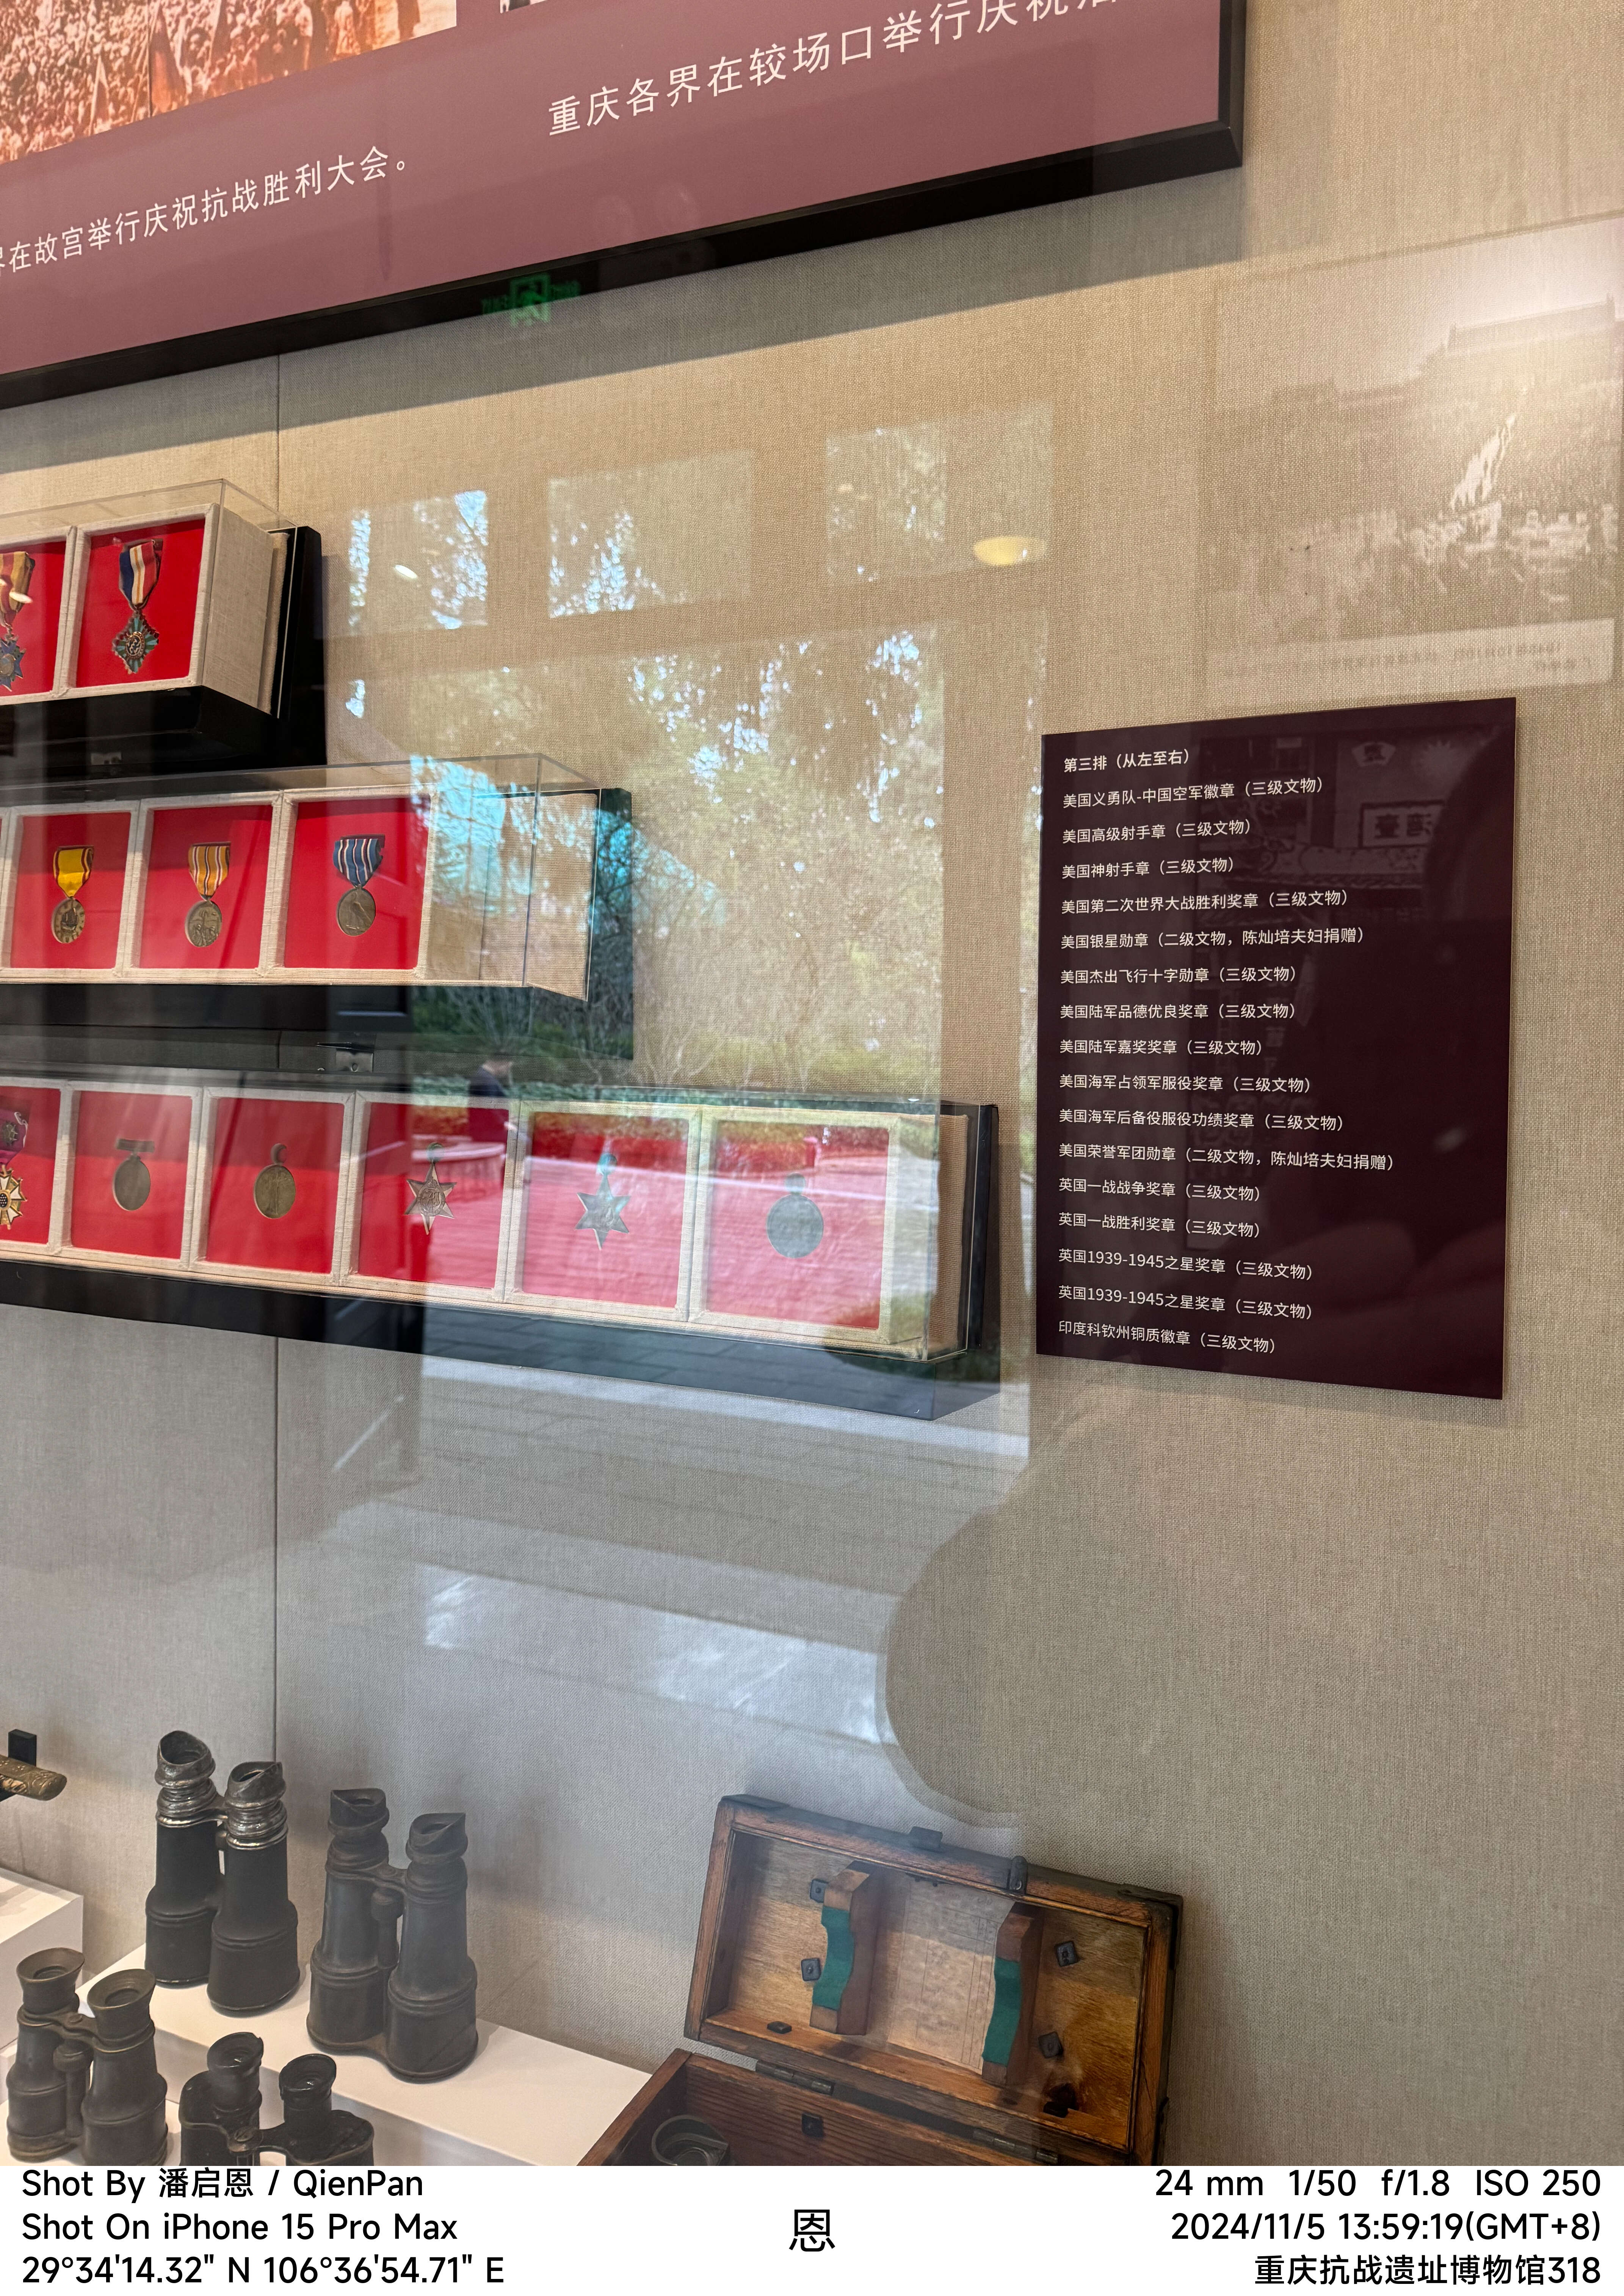 重庆各界在较场口举行庆祝
界在故宫举行庆祝抗战胜利大会。
第三排（从左至右）
美国义勇队-中国空军徽章（三级文物）
美国高级射手章（三级文物）
美国神射手章（三级文物）
美国第二次世界大战胜利奖章（三级文物）
美国银星勋章（二级文物，陈灿培夫妇捐赠）
美国杰出飞行十字勋章（三级文物）
美国陆军品德优良奖章（三级文物）
美国陆军嘉奖奖章（三级文物）
美国海军占领军服役奖章（三级文物）
美国海军后备役服役功绩奖章（三级文物）
美国荣誉军团勋章（二级文物，陈灿培夫妇捐赠）
英国一战战争奖章（三级文物）
英国一战胜利奖章（三级文物）
英国1939-1945之星奖章（三级文物）
英国1939-1945之星奖章（三级文物）
印度科钦州铜质徽章（三级文物）
Shot By 潘启恩 / QienPan
Shot On iPhone 15 Pro Max
29°34'14.32" N 106°36'54.71" E
恩
24 mm 1/50 f/1.8 ISO 250
2024/11/5 13:59:19(GMT+8)
重庆抗战遗址博物馆318